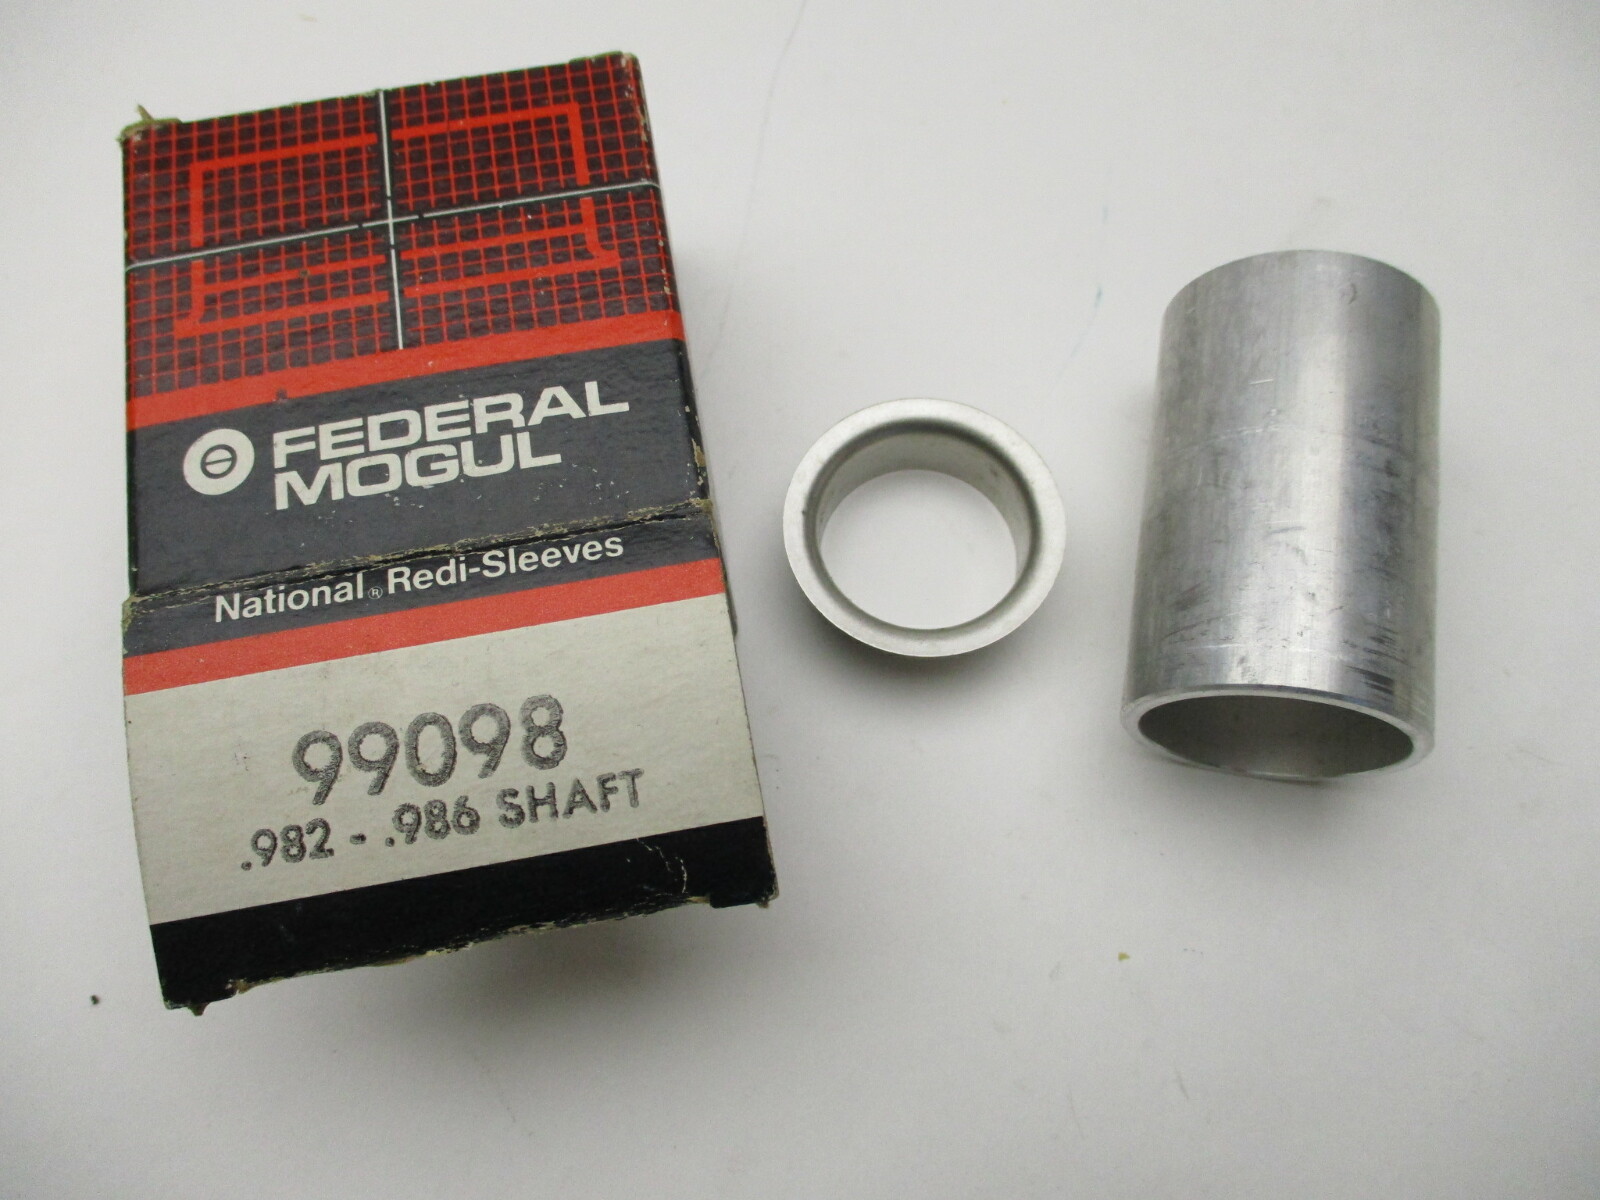 FEDERAL
MOGUL
National® Redi-Sleeves
99098
.982 - .986 SHAFT